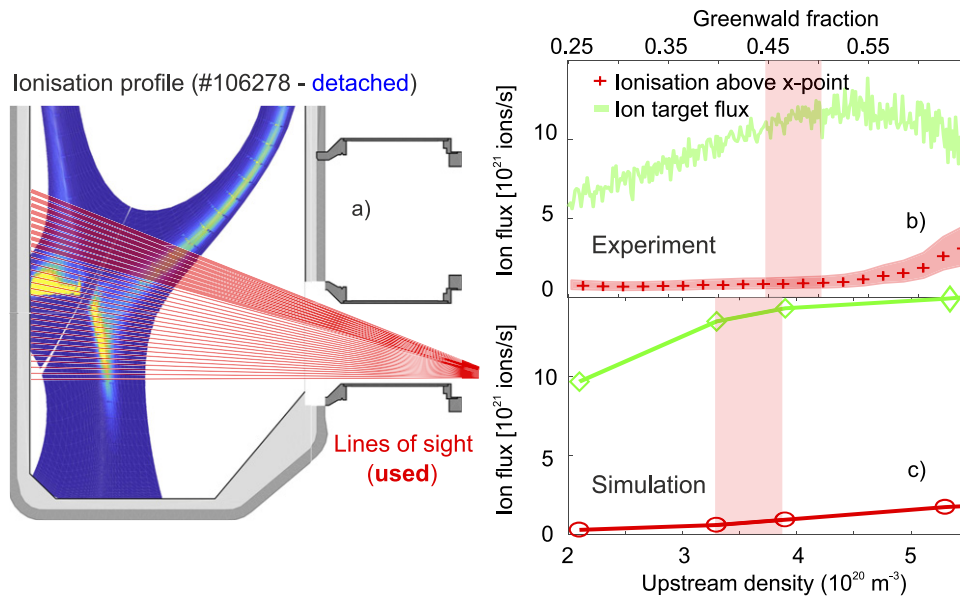 Ionisation profile (#106278 - detached)
a)
Lines of sight
(used)
Greenwald fraction
0.25 0.35 0.45 0.55
Ionisation above x-point
Ion target flux
Ion flux [10²¹ ions/s]
10
5
0
b)
Experiment
Ion flux [10²¹ ions/s]
10
5
0
c)
Simulation
2 3 4 5
Upstream density (10²⁰ m⁻³)